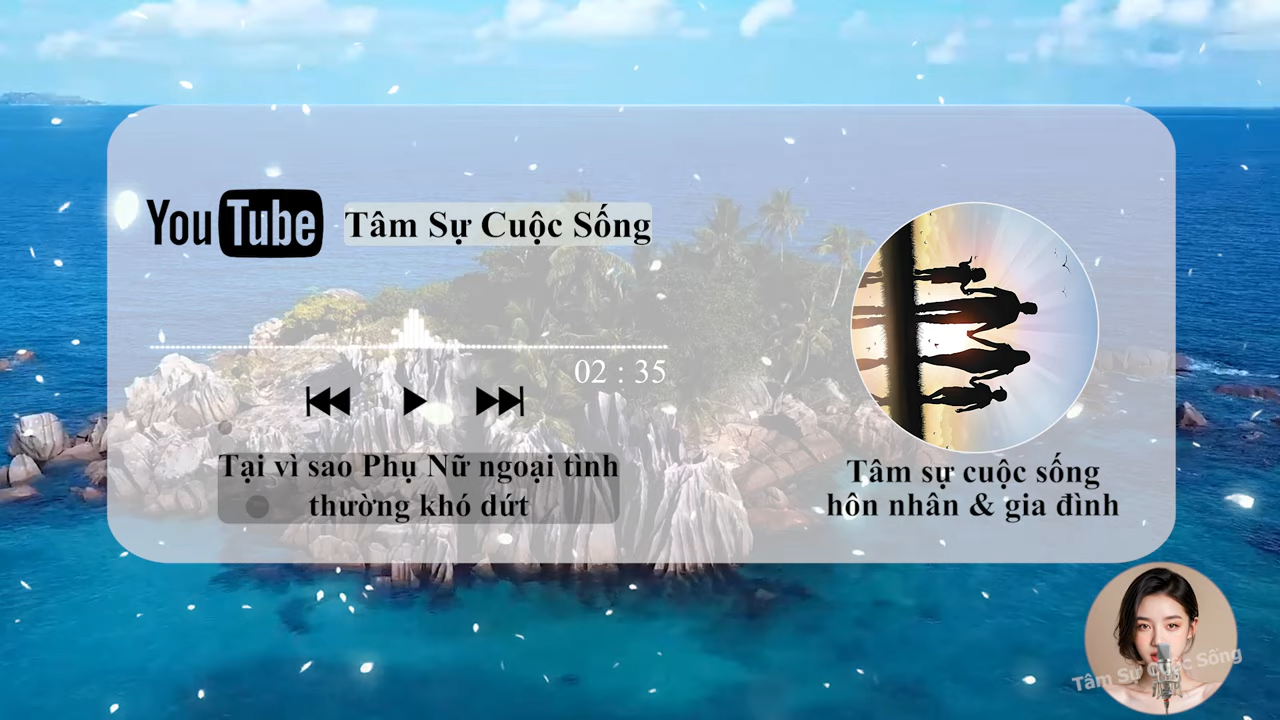 YouTube
Tâm Sự Cuộc Sống
02 : 35
Tại vì sao Phụ Nữ ngoại tình
thường khó dứt
Tâm sự cuộc sống
hôn nhân & gia đình
Tâm Sự Cuộc Sống